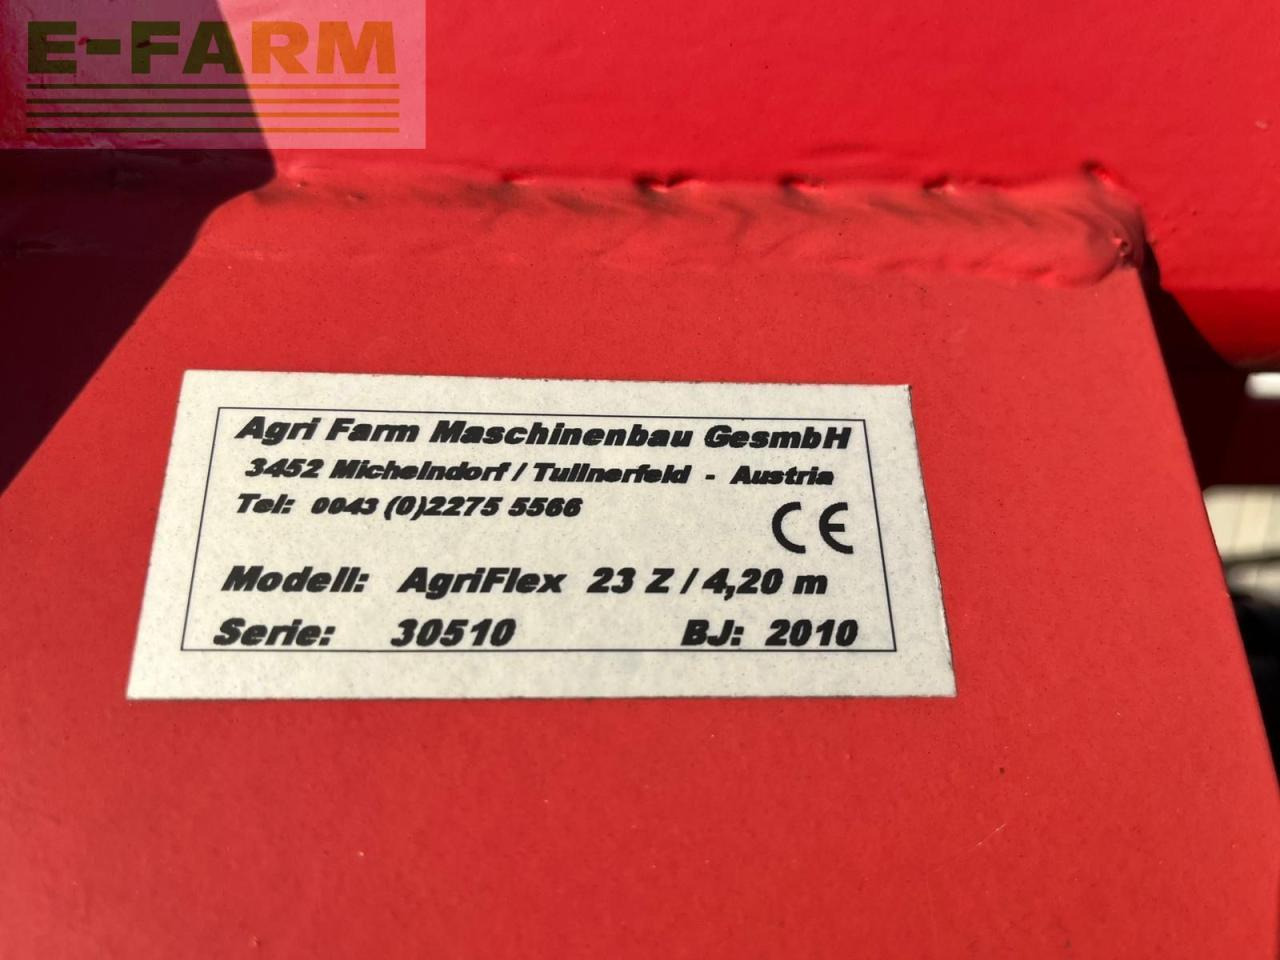 E-FARM
Agri Farm Maschinenbau GesmbH
3452 Michelndorf / Tullnerfeld - Austria
Tel: 0043 (0)2275 5566
CE
Modell: AgriFlex 23 Z / 4,20 m
Serie: 30510 BJ: 2010